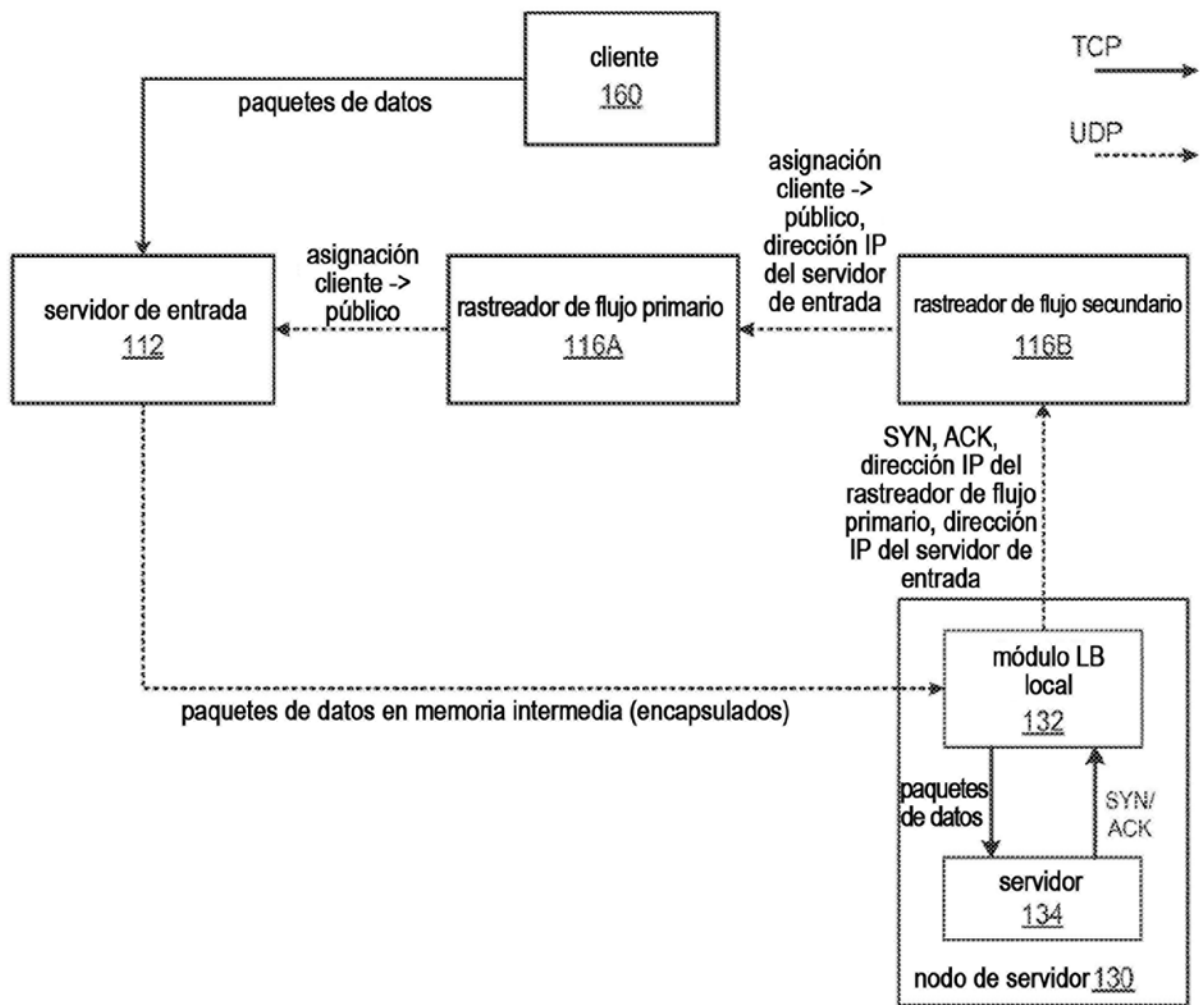 cliente
160
TCP
UDP
paquetes de datos
asignación
cliente ->
público,
dirección IP
del servidor
de entrada
asignación
cliente ->
público
servidor de entrada
112
rastreador de flujo primario
116A
rastreador de flujo secundario
116B
SYN, ACK,
dirección IP del
rastreador de flujo
primario, dirección
IP del servidor de
entrada
módulo LB
local
132
paquetes de datos en memoria intermedia (encapsulados)
paquetes
de datos
SYN/
ACK
servidor
134
nodo de servidor 130